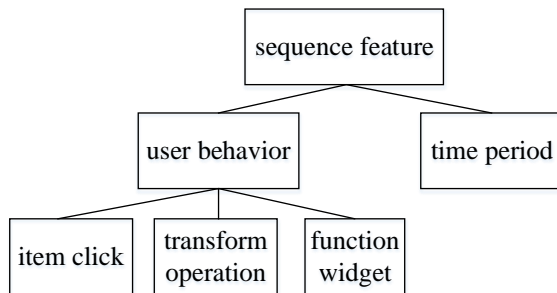 sequence feature
user behavior
time period
item click
transform
operation
function
widget